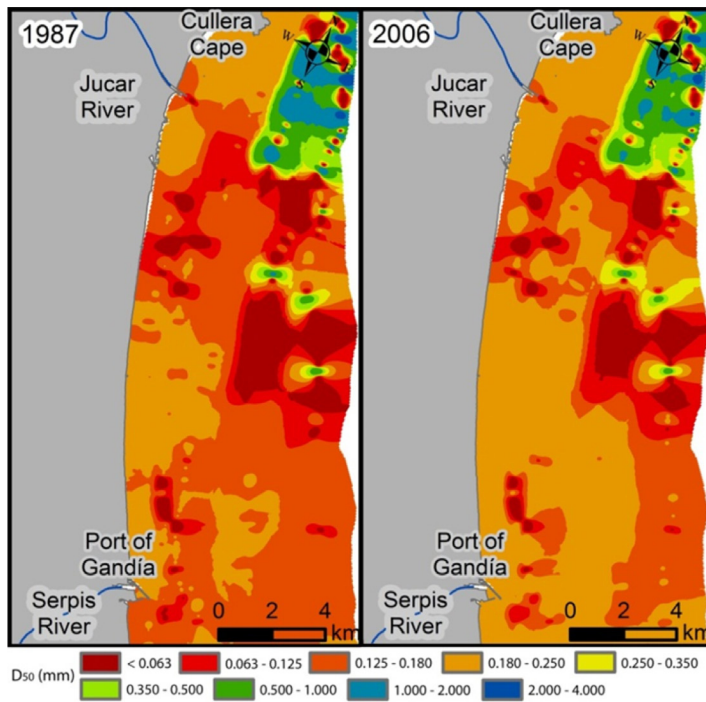 1987
Cullera
Cape
W
S
Jucar
River
Port of
Gandía
Serpis
River
0 2 4
km
2006
Cullera
Cape
W
S
Jucar
River
Port of
Gandía
Serpis
River
0 2 4
km
D50 (mm)
< 0.063 0.063 - 0.125 0.125 - 0.180 0.180 - 0.250 0.250 - 0.350
0.350 - 0.500 0.500 - 1.000 1.000 - 2.000 2.000 - 4.000